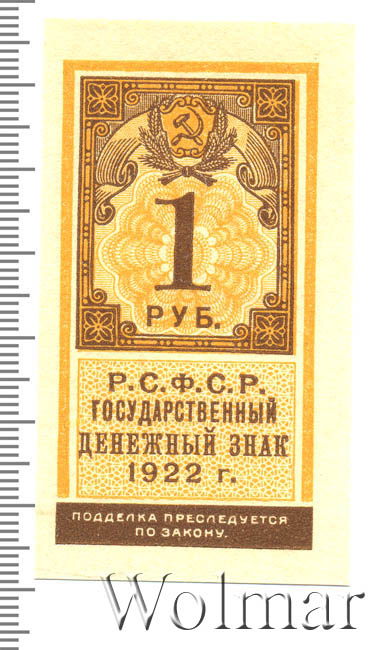 1
РУБ.
Р.С.Ф.С.Р.
ГОСУДАРСТВЕННЫЙ
ДЕНЕЖНЫЙ ЗНАК
1922 г.
ПОДДЕЛКА ПРЕСЛЕДУЕТСЯ
ПО ЗАКОНУ.
Wolmar